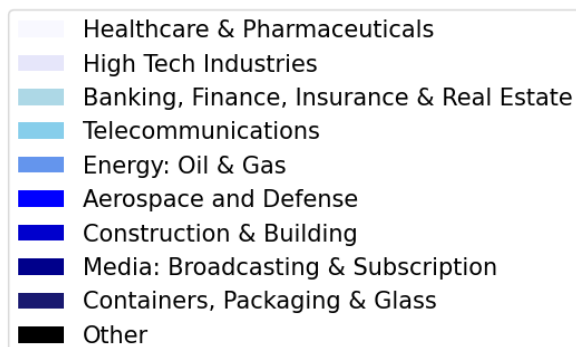 Healthcare & Pharmaceuticals
High Tech Industries
Banking, Finance, Insurance & Real Estate
Telecommunications
Energy: Oil & Gas
Aerospace and Defense
Construction & Building
Media: Broadcasting & Subscription
Containers, Packaging & Glass
Other